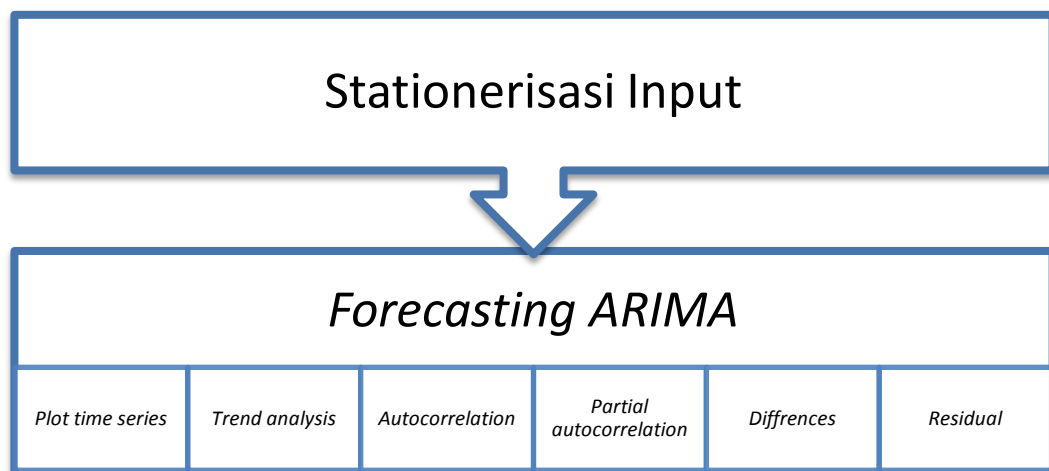 Stationerisasi Input
Forecasting ARIMA
Plot time series
Trend analysis
Autocorrelation
Partial
autocorrelation
Diffrences
Residual